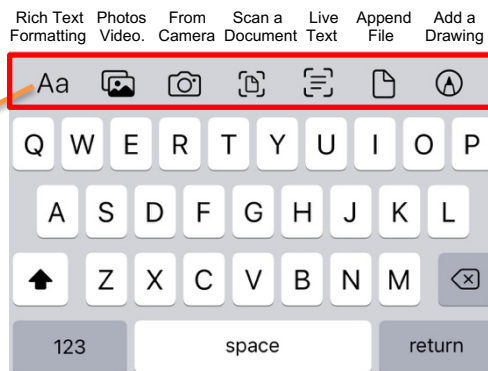 Rich Text Photos From Scan a Live Append Add a
Formatting Video. Camera Document Text File Drawing
Aa
Q W E R T Y U I O P
A S D F G H J K L
Z X C V B N M
123 space return